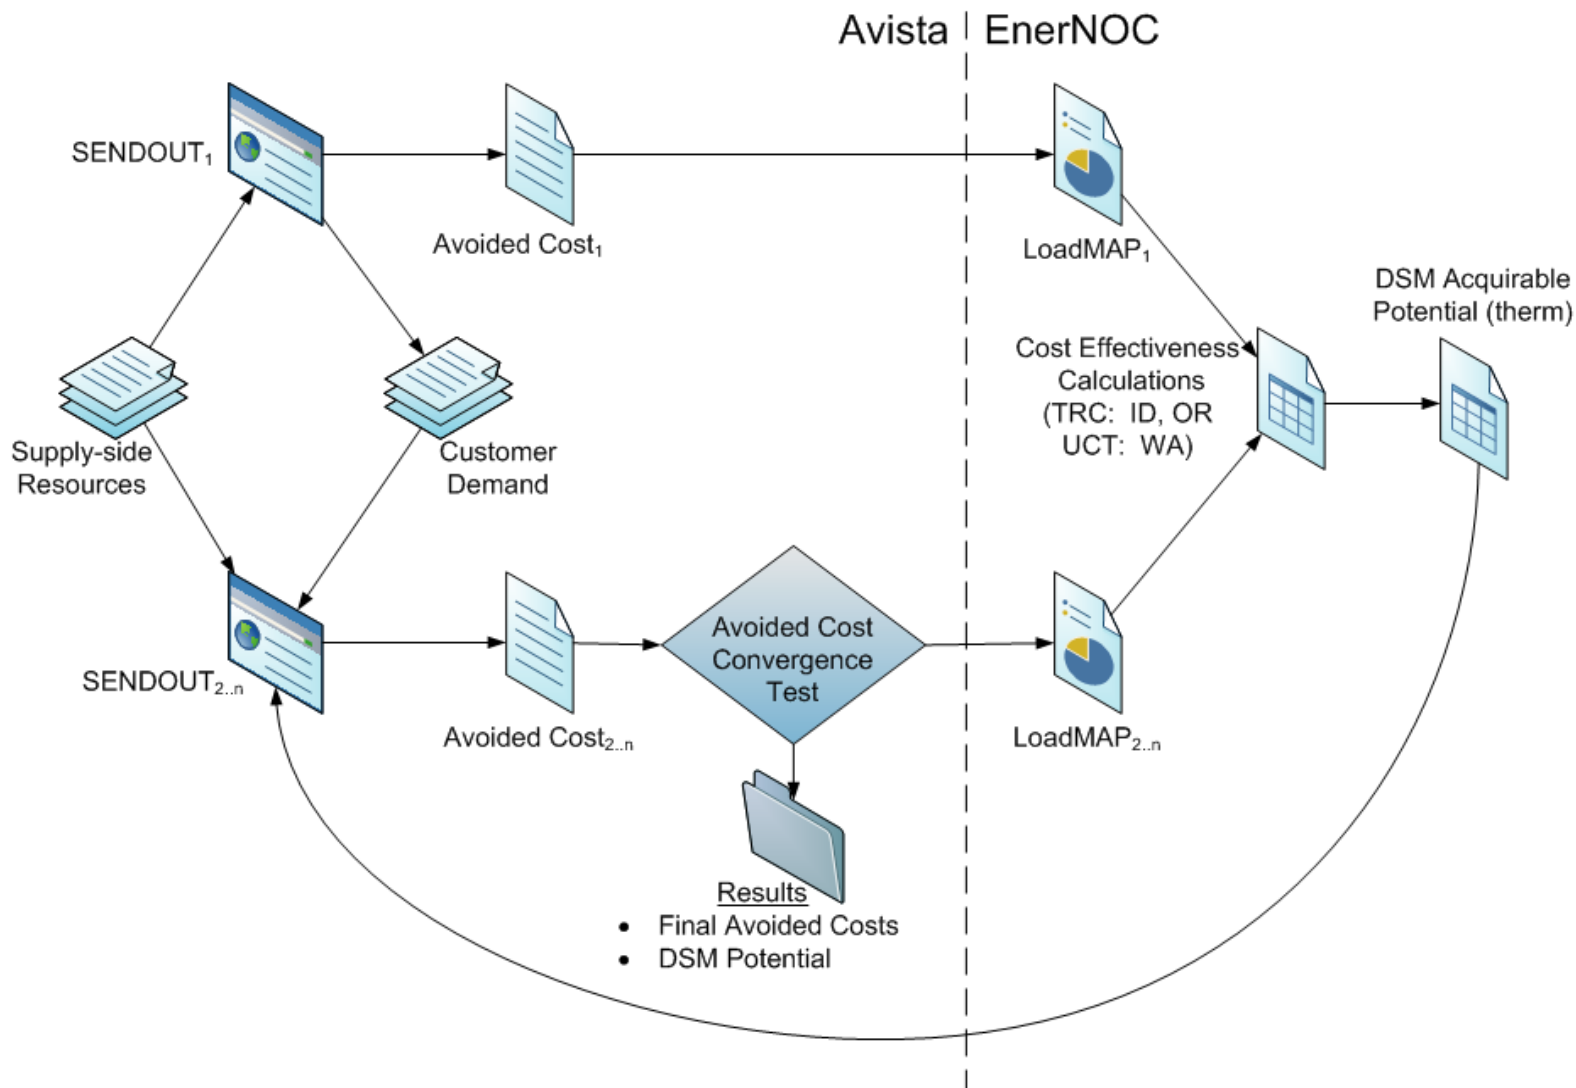 Avista
EnerNOC
SENDOUT₁
Avoided Cost₁
LoadMAP₁
DSM Acquirable
Potential (therm)
Cost Effectiveness
Calculations
(TRC:  ID, OR
UCT:  WA)
Supply-side
Resources
Customer
Demand
SENDOUT₂..ₙ
Avoided Cost₂..ₙ
Avoided Cost
Convergence
Test
LoadMAP₂..ₙ
Results
• Final Avoided Costs
• DSM Potential